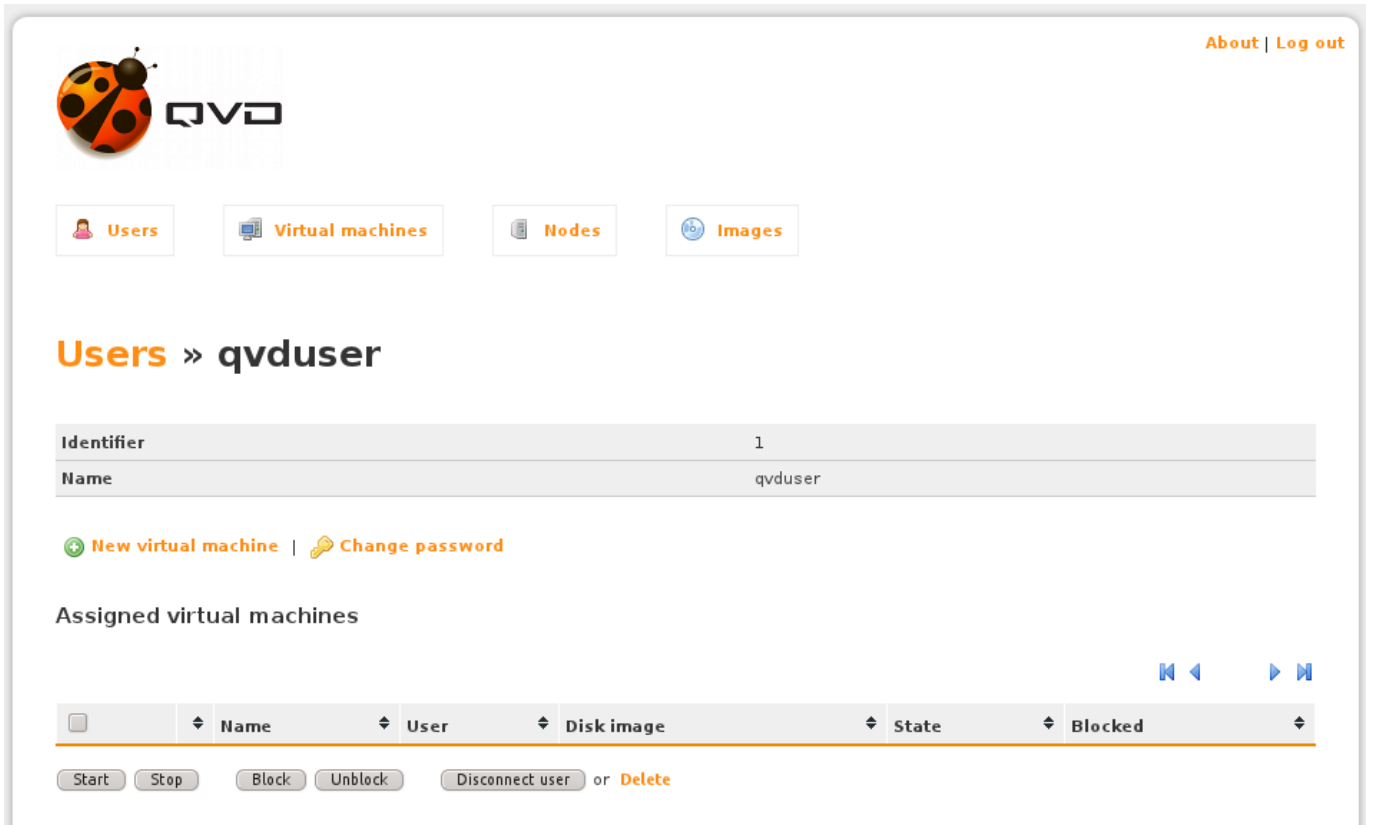 About | Log out
QVD
Users Virtual machines Nodes Images
Users » qvduser
Identifier 1
Name qvduser
New virtual machine | Change password
Assigned virtual machines
Name User Disk image State Blocked
Start Stop Block Unblock Disconnect user or Delete